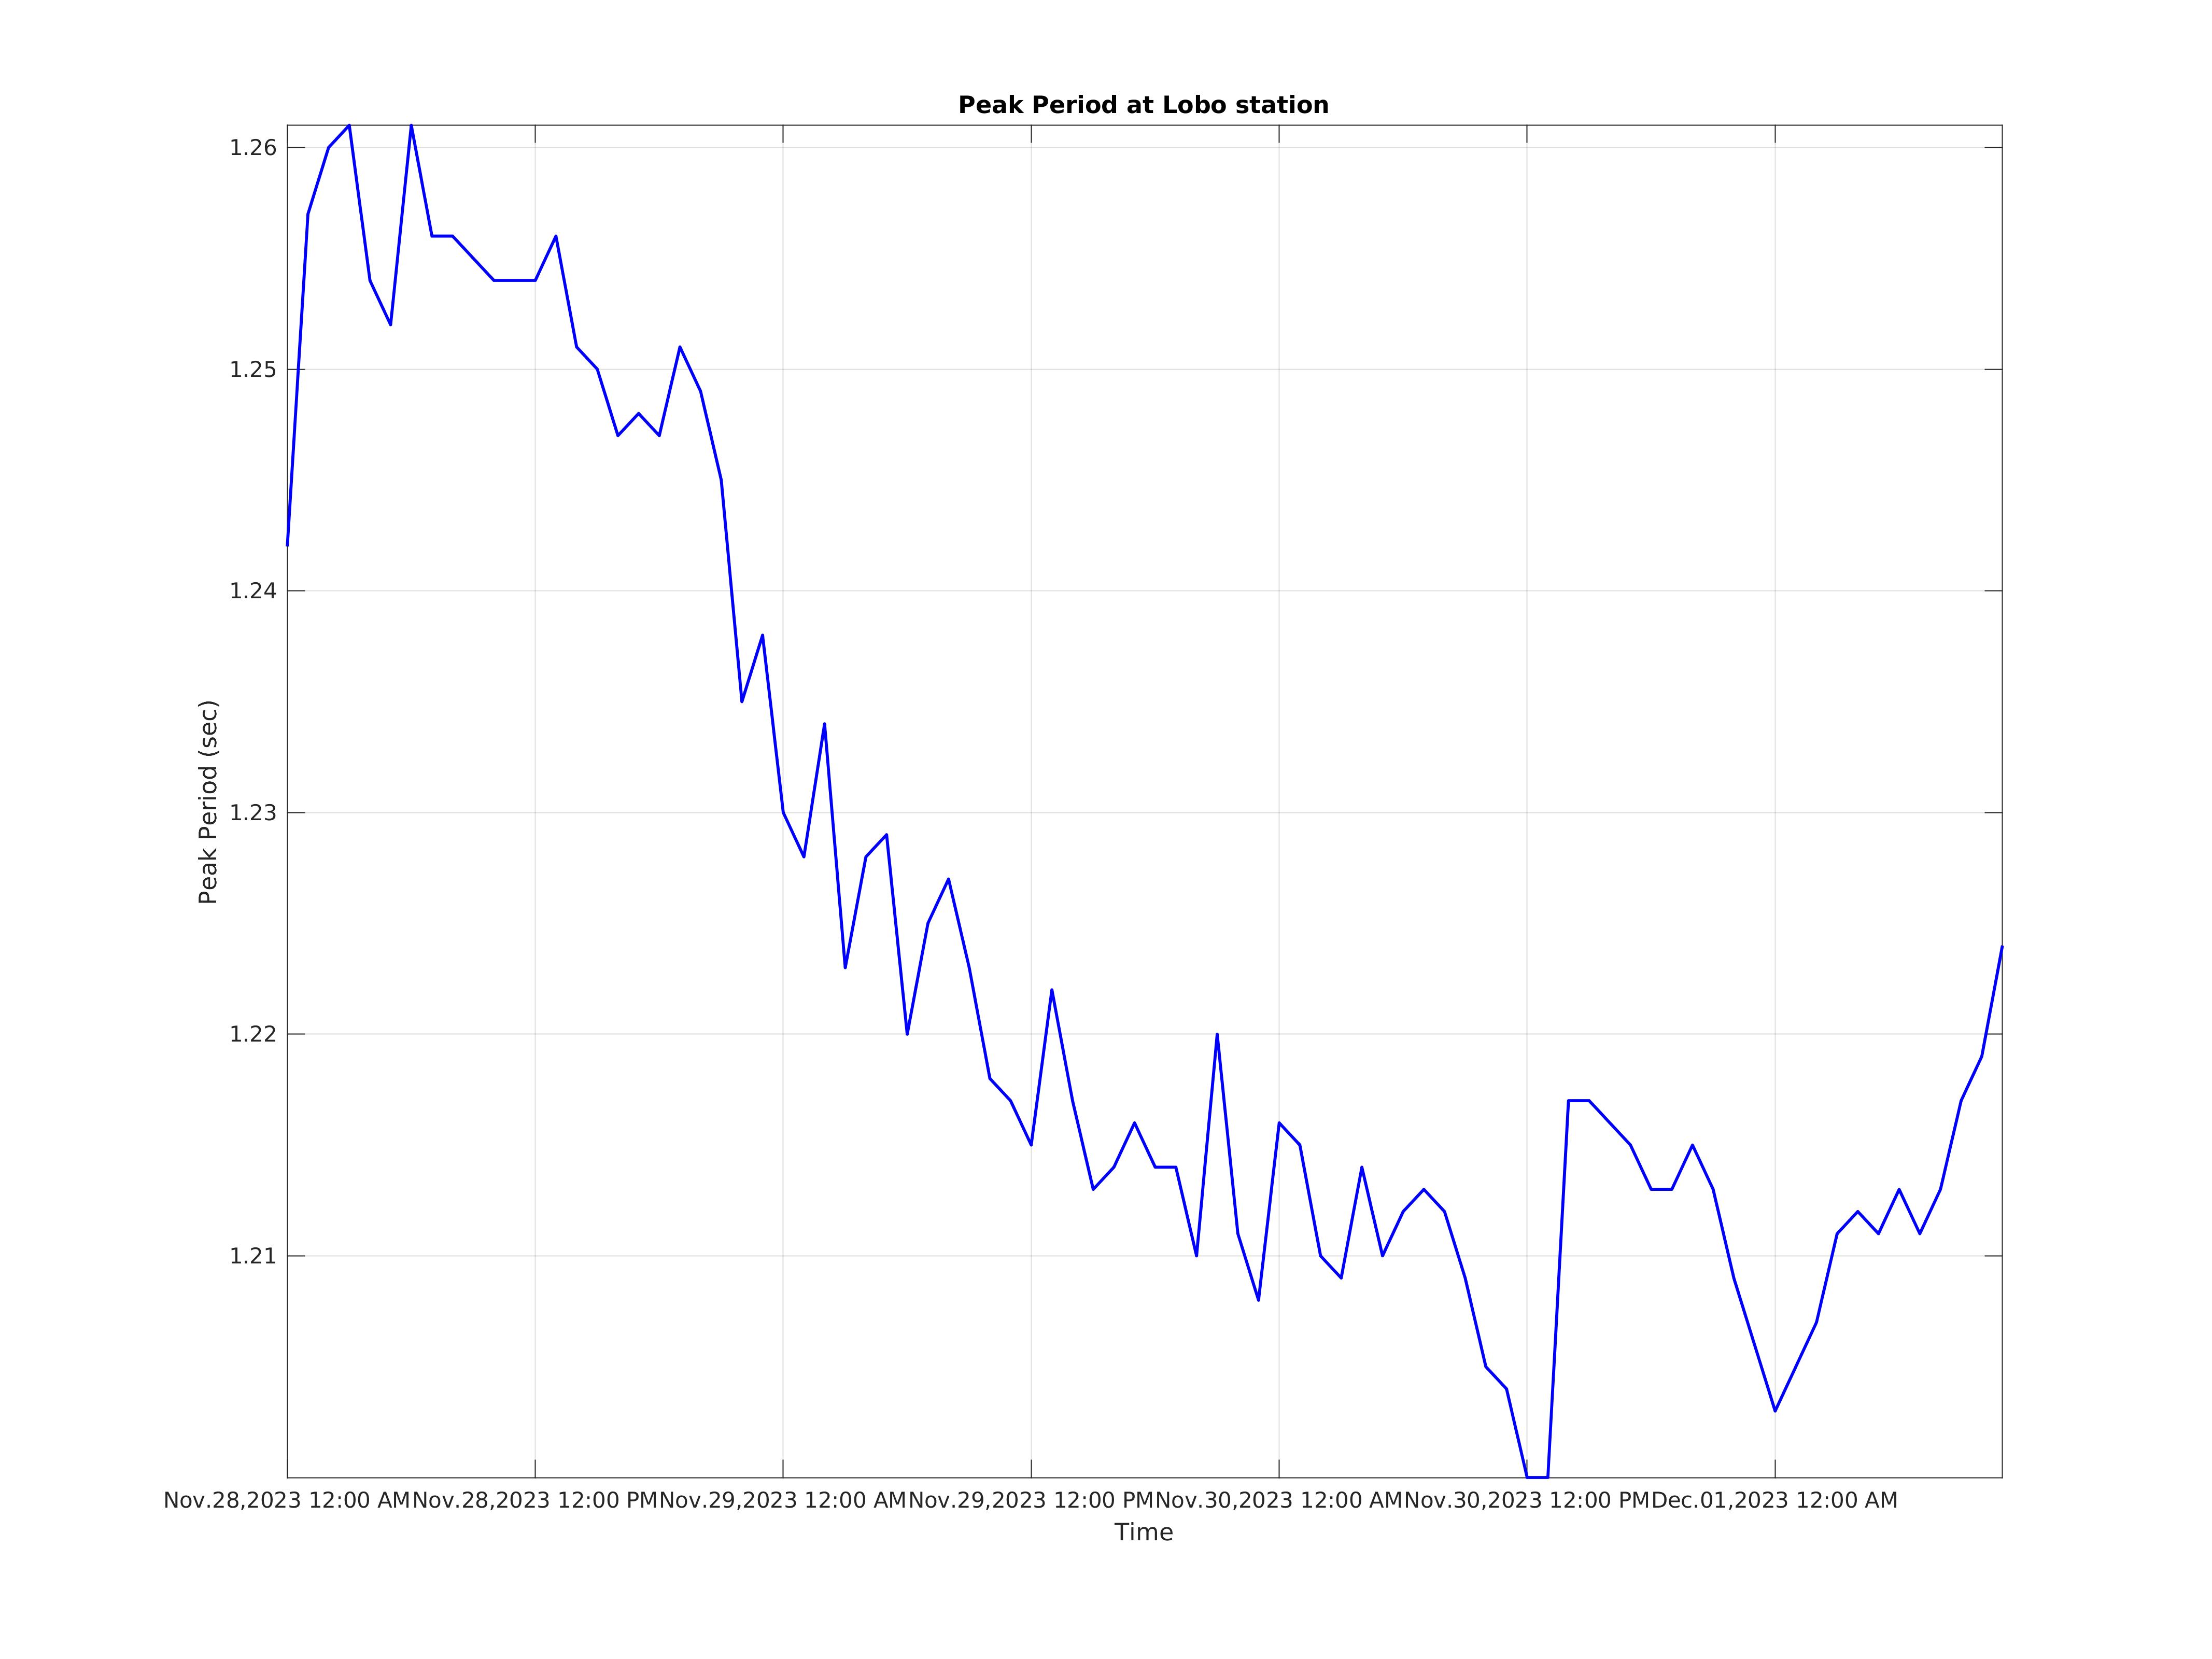 Peak Period at Lobo station
1.26
1.25
1.24
1.23
1.22
1.21
Peak Period (sec)
Nov.28,2023 12:00 AM Nov.28,2023 12:00 PM Nov.29,2023 12:00 AM Nov.29,2023 12:00 PM Nov.30,2023 12:00 AM Nov.30,2023 12:00 PM Dec.01,2023 12:00 AM
Time